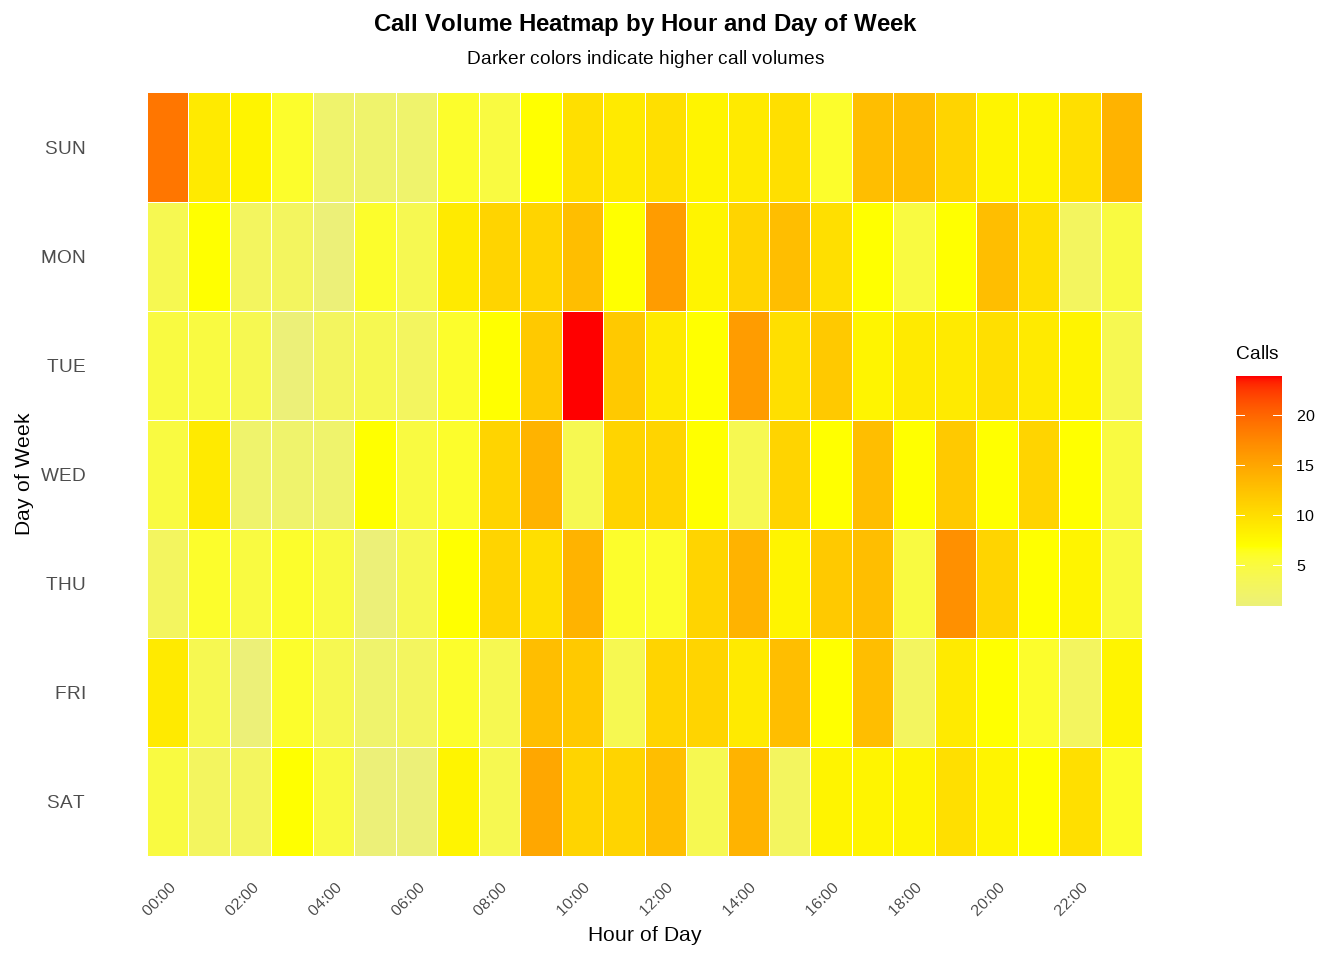 Call Volume Heatmap by Hour and Day of Week
Darker colors indicate higher call volumes
Day of Week
SUN
MON
TUE
WED
THU
FRI
SAT
00:00
02:00
04:00
06:00
08:00
10:00
12:00
14:00
16:00
18:00
20:00
22:00
Hour of Day
Calls
20
15
10
5